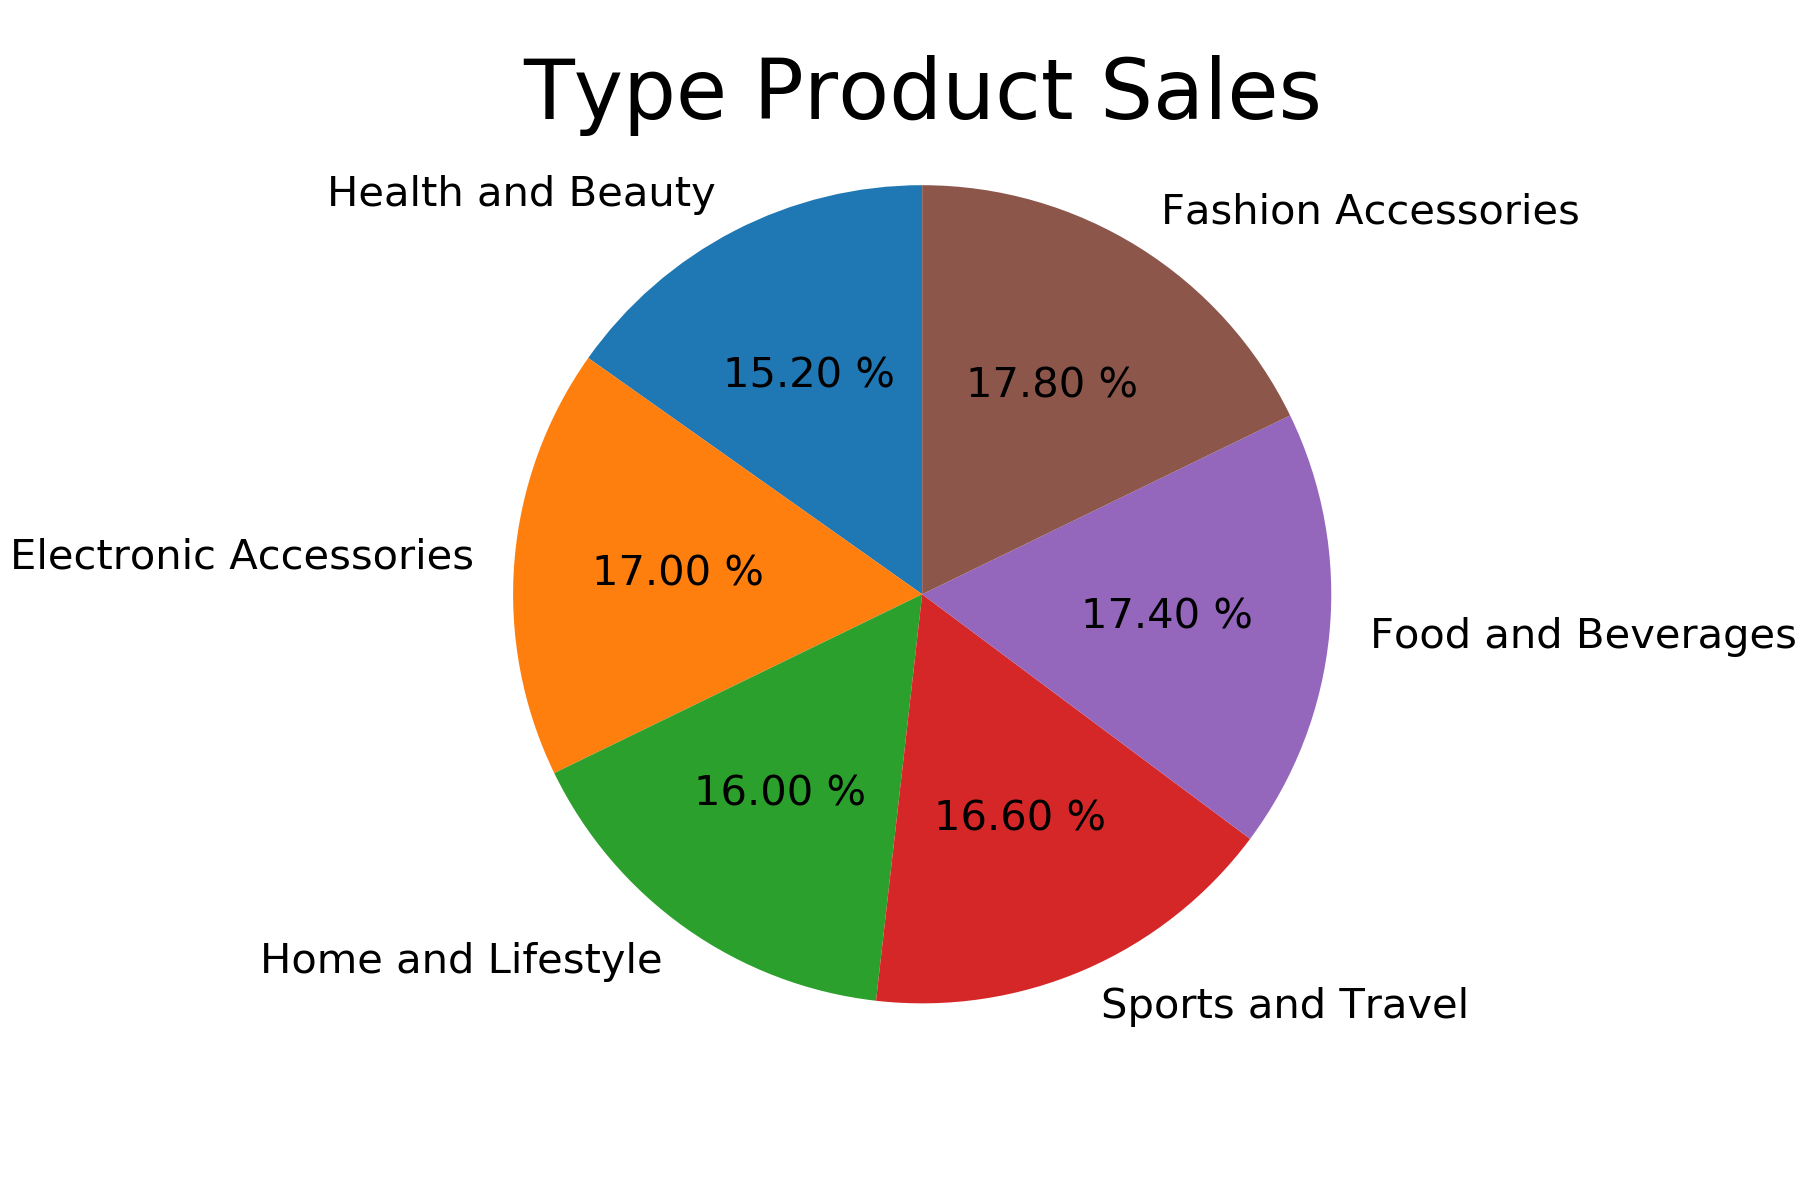 Type Product Sales
Health and Beauty
Fashion Accessories
15.20 %
17.80 %
Electronic Accessories
17.00 %
17.40 %
Food and Beverages
16.00 %
16.60 %
Home and Lifestyle
Sports and Travel